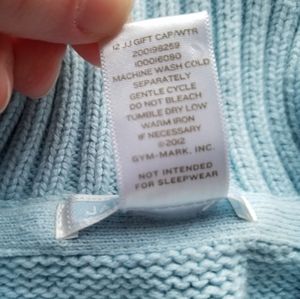 12 JJ GIFT CAP/WTR
200198259
100016080
MACHINE WASH COLD
SEPARATELY
GENTLE CYCLE
DO NOT BLEACH
TUMBLE DRY LOW
WARM IRON
IF NECESSARY
©2012
GYM-MARK, INC.
NOT INTENDED
FOR SLEEPWEAR